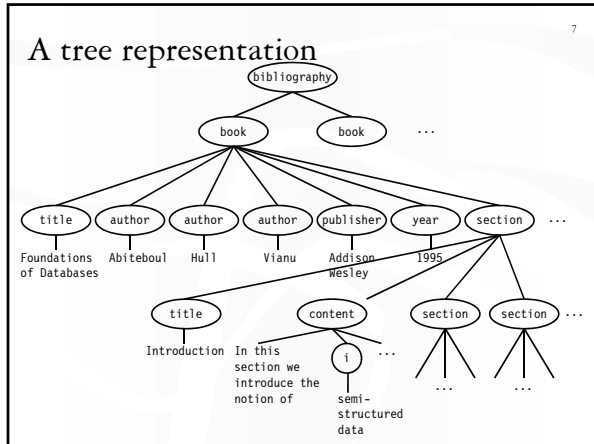 7
A tree representation
bibliography
book book ...
title author author author publisher year section ...
Foundations Abiteboul Hull Vianu Addison 1995
of Databases Wesley
title content section section ...
Introduction In this i ...
section we ... ...
introduce the
notion of semi-
structured
data